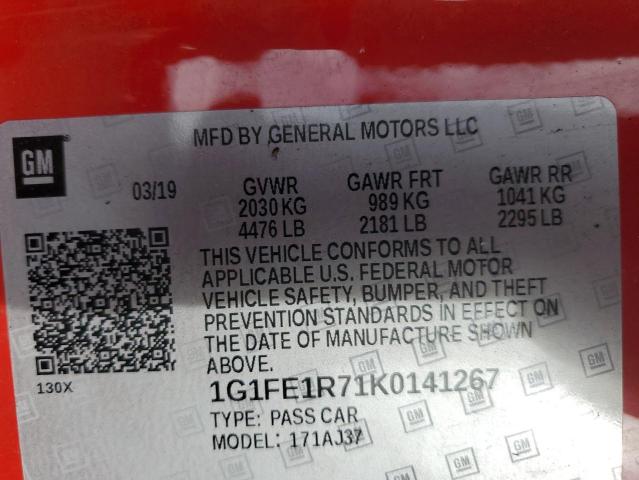 MFD BY GENERAL MOTORS LLC
GM
03/19 GVWR GAWR FRT GAWR RR
2030 KG 989 KG 1041 KG
4476 LB 2181 LB 2295 LB
THIS VEHICLE CONFORMS TO ALL
APPLICABLE U.S. FEDERAL MOTOR
VEHICLE SAFETY, BUMPER, AND THEFT
PREVENTION STANDARDS IN EFFECT ON
THE DATE OF MANUFACTURE SHOWN
ABOVE.
130X
1G1FE1R71K0141267
TYPE: PASS CAR
MODEL: 171AJ37